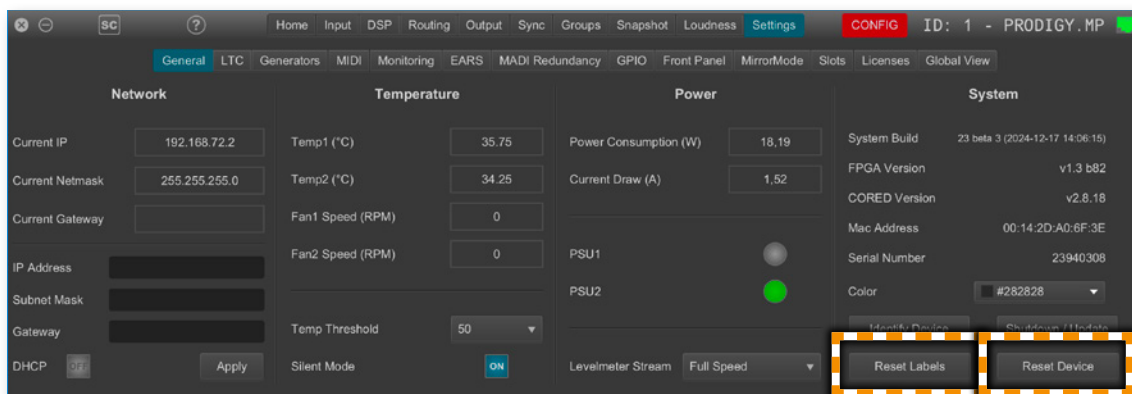 SC ? Home Input DSP Routing Output Sync Groups Snapshot Loudness Settings CONFIG ID: 1 - PRODIGY.MP
General LTC Generators MIDI Monitoring EARS MADI Redundancy GPIO Front Panel MirrorMode Slots Licenses Global View
Network
Current IP 192.168.72.2
Current Netmask 255.255.255.0
Current Gateway
IP Address
Subnet Mask
Gateway
DHCP OFF Apply
Temperature
Temp1 (°C) 35.75
Temp2 (°C) 34.25
Fan1 Speed (RPM) 0
Fan2 Speed (RPM) 0
Temp Threshold 50
Silent Mode ON
Power
Power Consumption (W) 18,19
Current Draw (A) 1,52
PSU1
PSU2
Levelmeter Stream Full Speed
System
System Build 23 beta 3 (2024-12-17 14:06:15)
FPGA Version v1.3 b82
CORED Version v2.8.18
Mac Address 00:14:2D:A0:6F:3E
Serial Number 23940308
Color #282828
Identify Device Shutdown / Update
Reset Labels Reset Device